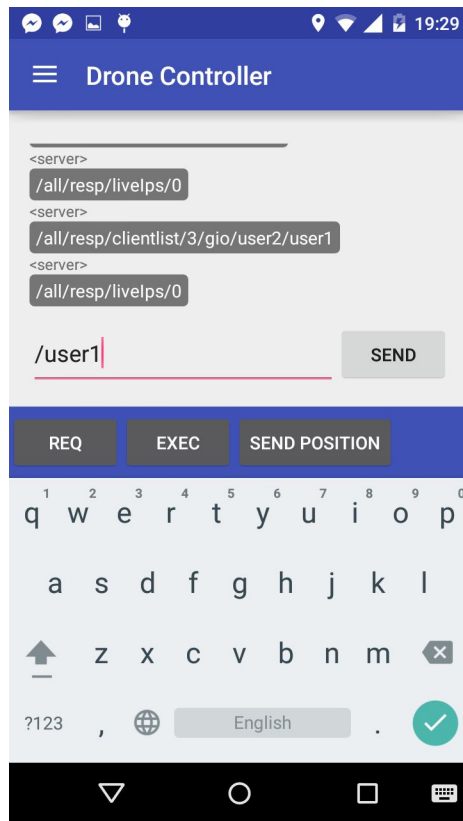 19:29
Drone Controller
<server>
/all/resp/liveIps/0
<server>
/all/resp/clientlist/3/gio/user2/user1
<server>
/all/resp/liveIps/0
/user1
SEND
REQ EXEC SEND POSITION
1 2 3 4 5 6 7 8 9 0
q w e r t y u i o p
a s d f g h j k l
z x c v b n m
?123 , English .